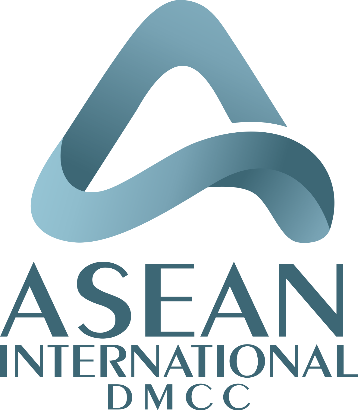 ASEAN
INTERNATIONAL
DMCC